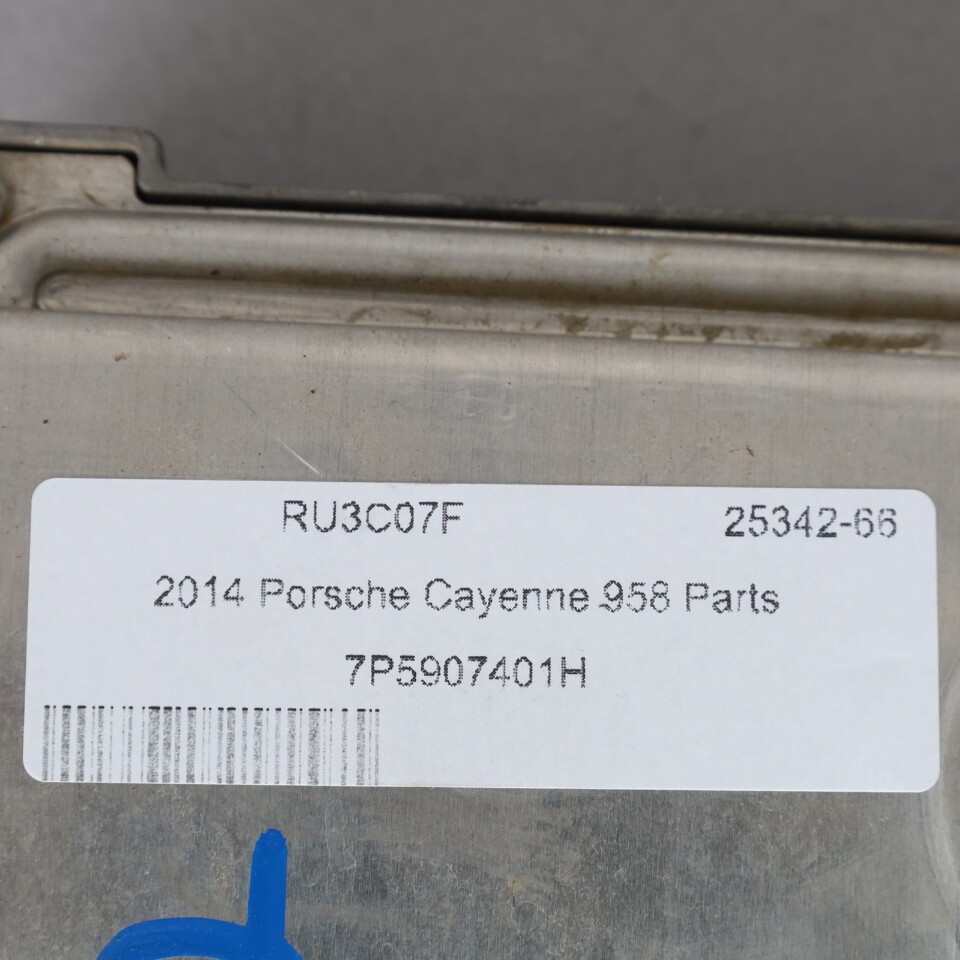 RU3C07F 25342-66
2014 Porsche Cayenne 958 Parts
7P5907401H